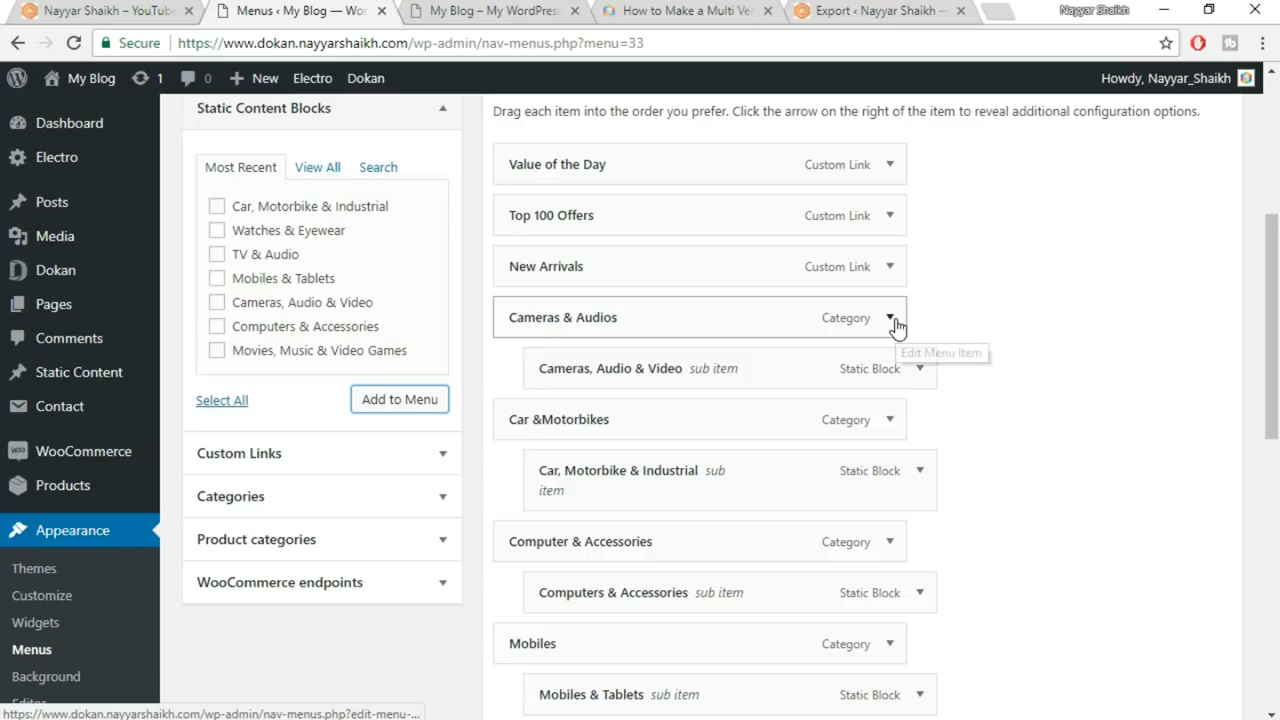 Nayyar Shaikh – YouTube
Menus ‹ My Blog — Wor
My Blog – My WordPress
How to Make a Multi Ve
Export ‹ Nayyar Shaikh —
Nayyar Shaikh
Secure
https://www.dokan.nayyarshaikh.com/wp-admin/nav-menus.php?menu=33
My Blog
1
0
New
Electro
Dokan
Howdy, Nayyar_Shaikh
Dashboard
Electro
Posts
Media
Dokan
Pages
Comments
Static Content
Contact
WooCommerce
Products
Appearance
Themes
Customize
Widgets
Menus
Background
Editor
Static Content Blocks
Most Recent
View All
Search
Car, Motorbike & Industrial
Watches & Eyewear
TV & Audio
Mobiles & Tablets
Cameras, Audio & Video
Computers & Accessories
Movies, Music & Video Games
Select All
Add to Menu
Custom Links
Categories
Product categories
WooCommerce endpoints
Drag each item into the order you prefer. Click the arrow on the right of the item to reveal additional configuration options.
Value of the Day Custom Link
Top 100 Offers Custom Link
New Arrivals Custom Link
Cameras & Audios Category
Edit Menu Item
Cameras, Audio & Video sub item Static Block
Car &Motorbikes Category
Car, Motorbike & Industrial sub Static Block
item
Computer & Accessories Category
Computers & Accessories sub item Static Block
Mobiles Category
Mobiles & Tablets sub item Static Block
https://www.dokan.nayyarshaikh.com/wp-admin/nav-menus.php?edit-menu-...